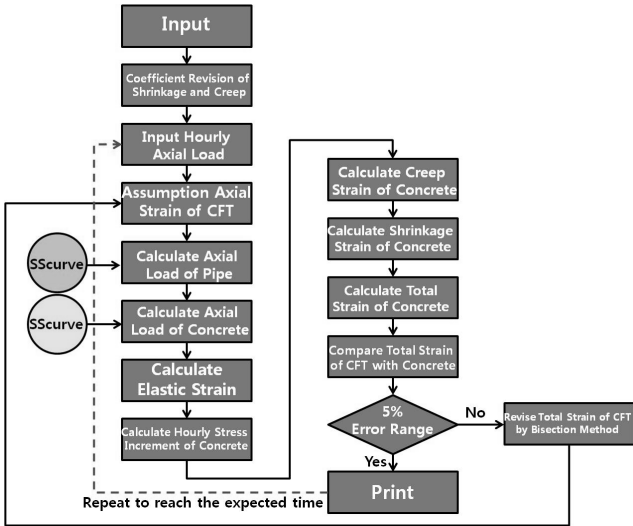 Input
Coefficient Revision of
Shrinkage and Creep
Input Hourly
Axial Load
Assumption Axial
Strain of CFT
SScurve
Calculate Axial
Load of Pipe
SScurve
Calculate Axial
Load of Concrete
Calculate
Elastic Strain
Calculate Hourly Stress
Increment of Concrete
Calculate Creep
Strain of Concrete
Calculate Shrinkage
Strain of Concrete
Calculate Total
Strain of Concrete
Compare Total Strain
of CFT with Concrete
5%
Error Range
No
Revise Total Strain of CFT
by Bisection Method
Yes
Print
Repeat to reach the expected time